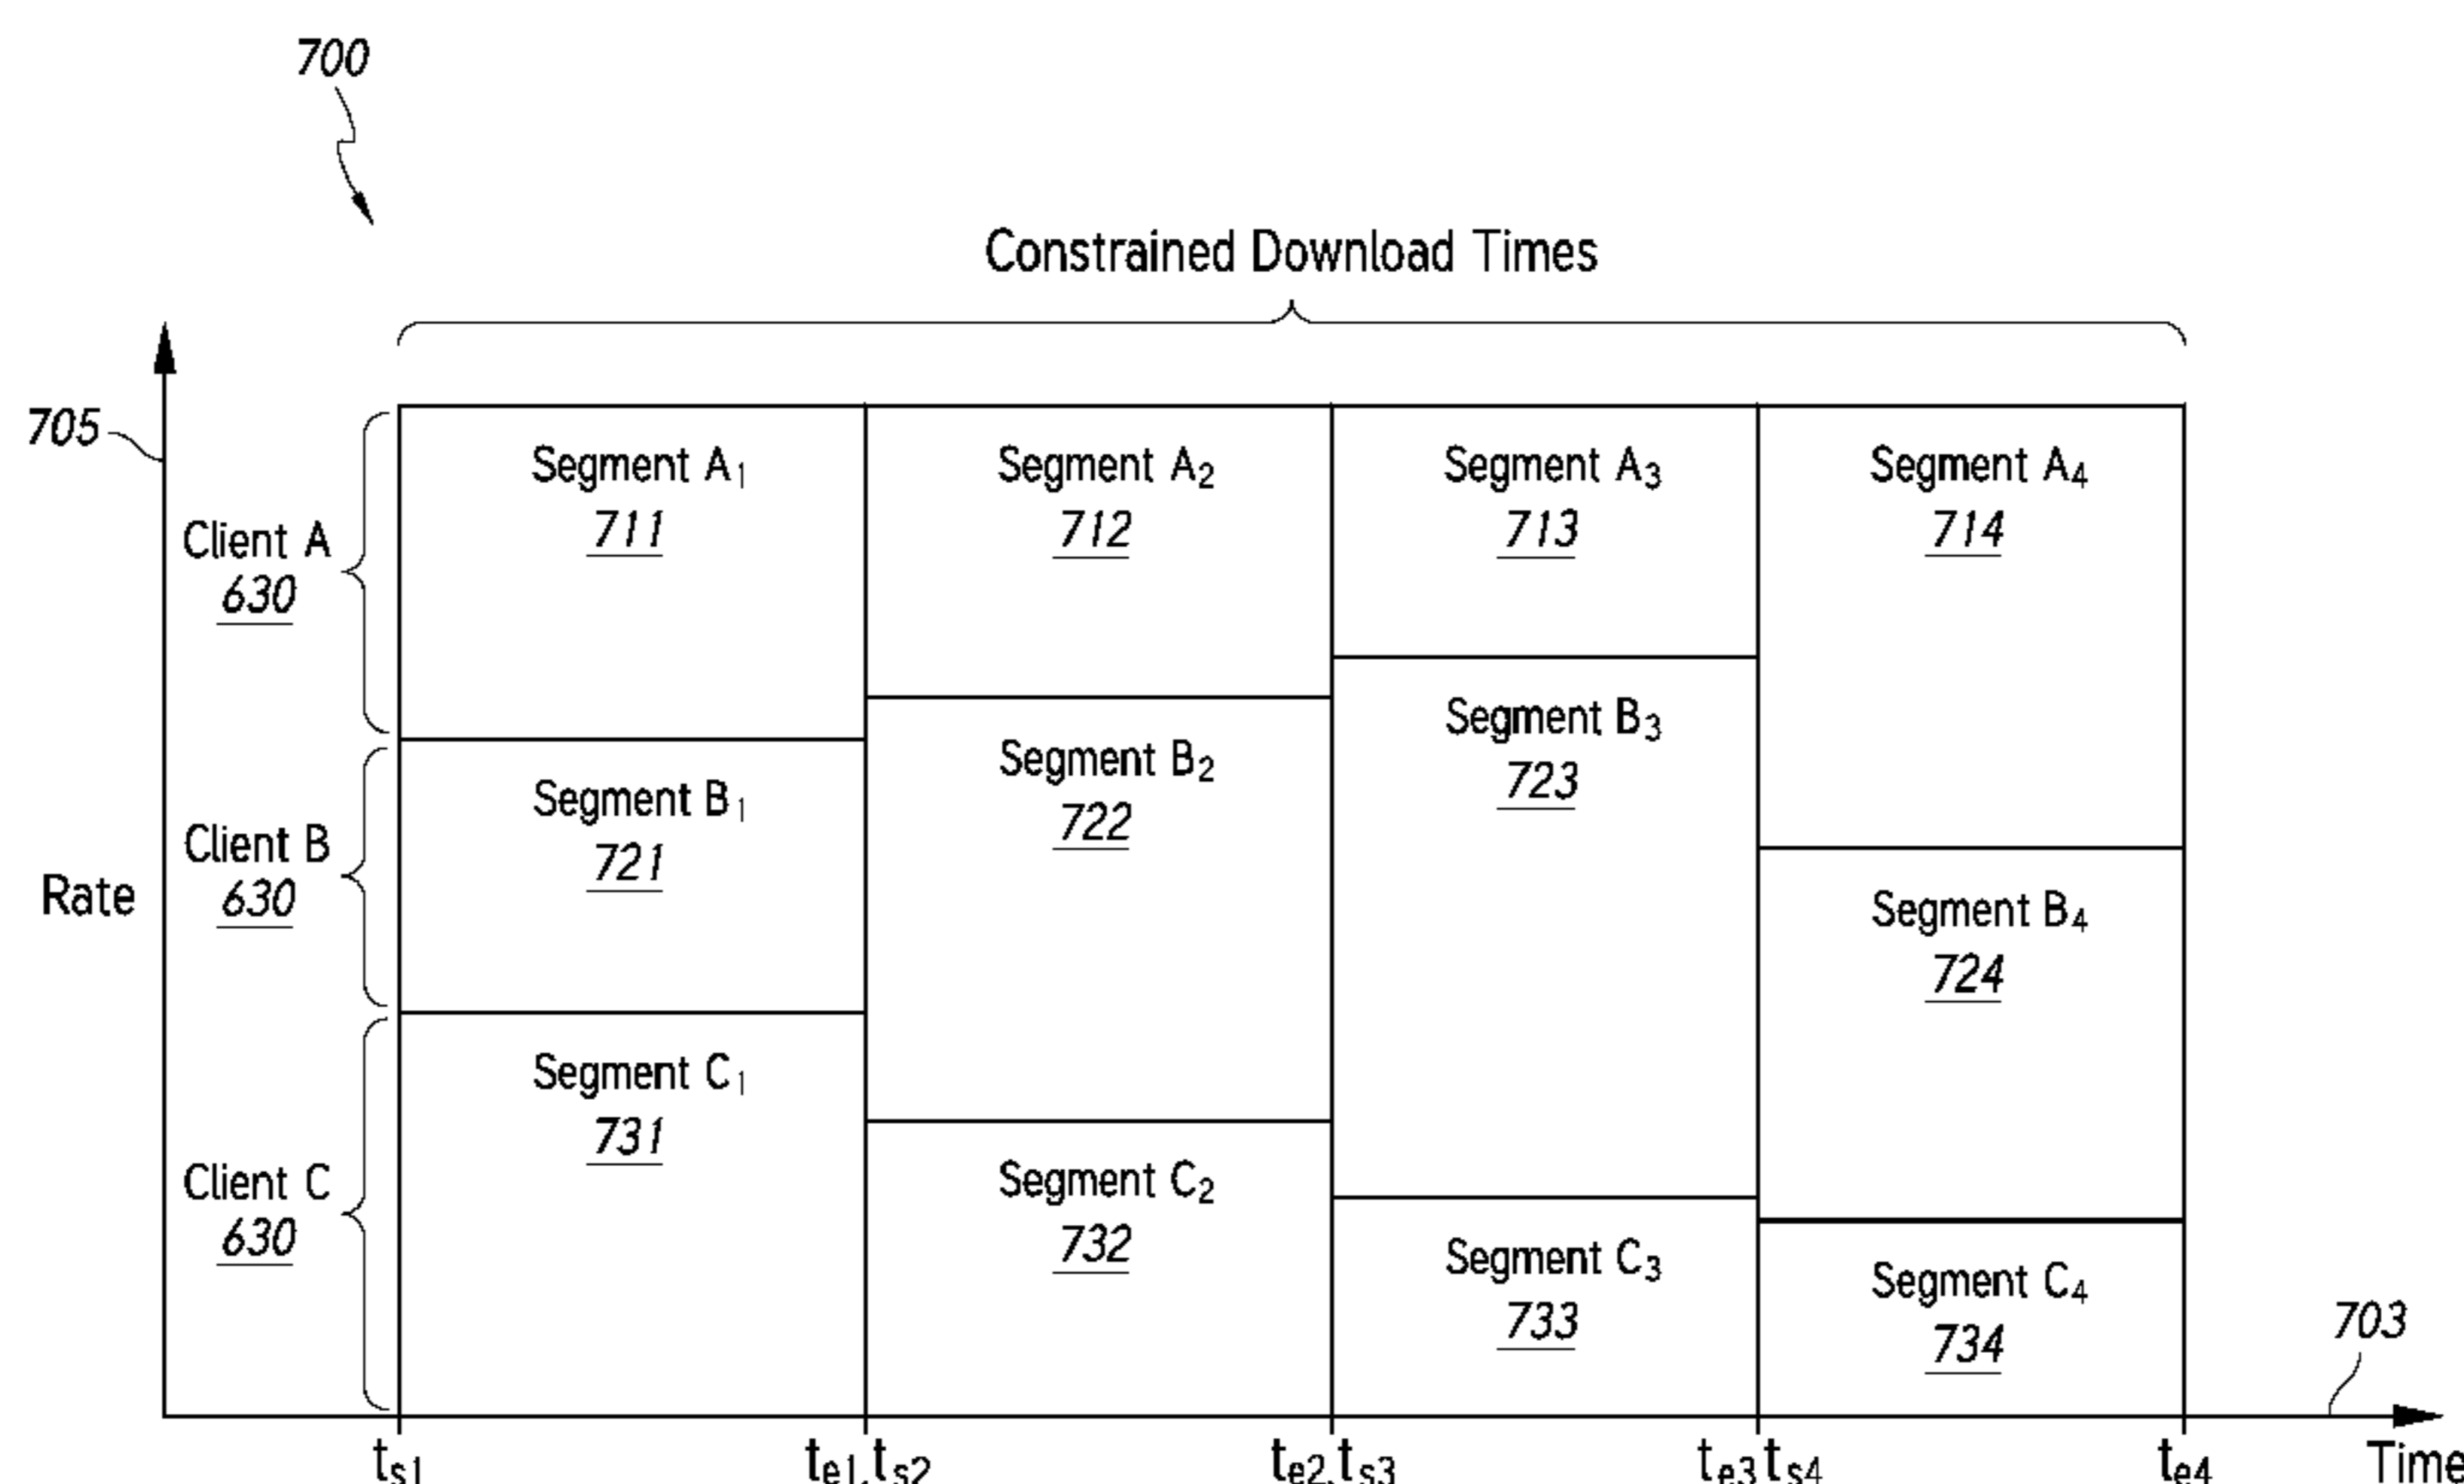 700
Constrained Download Times
705
Client A
630
Client B
630
Client C
630
Rate
Segment A1
711
Segment A2
712
Segment A3
713
Segment A4
714
Segment B1
721
Segment B2
722
Segment B3
723
Segment B4
724
Segment C1
731
Segment C2
732
Segment C3
733
Segment C4
734
703
ts1
te1,ts2
te2,ts3
te3,ts4
te4
Time